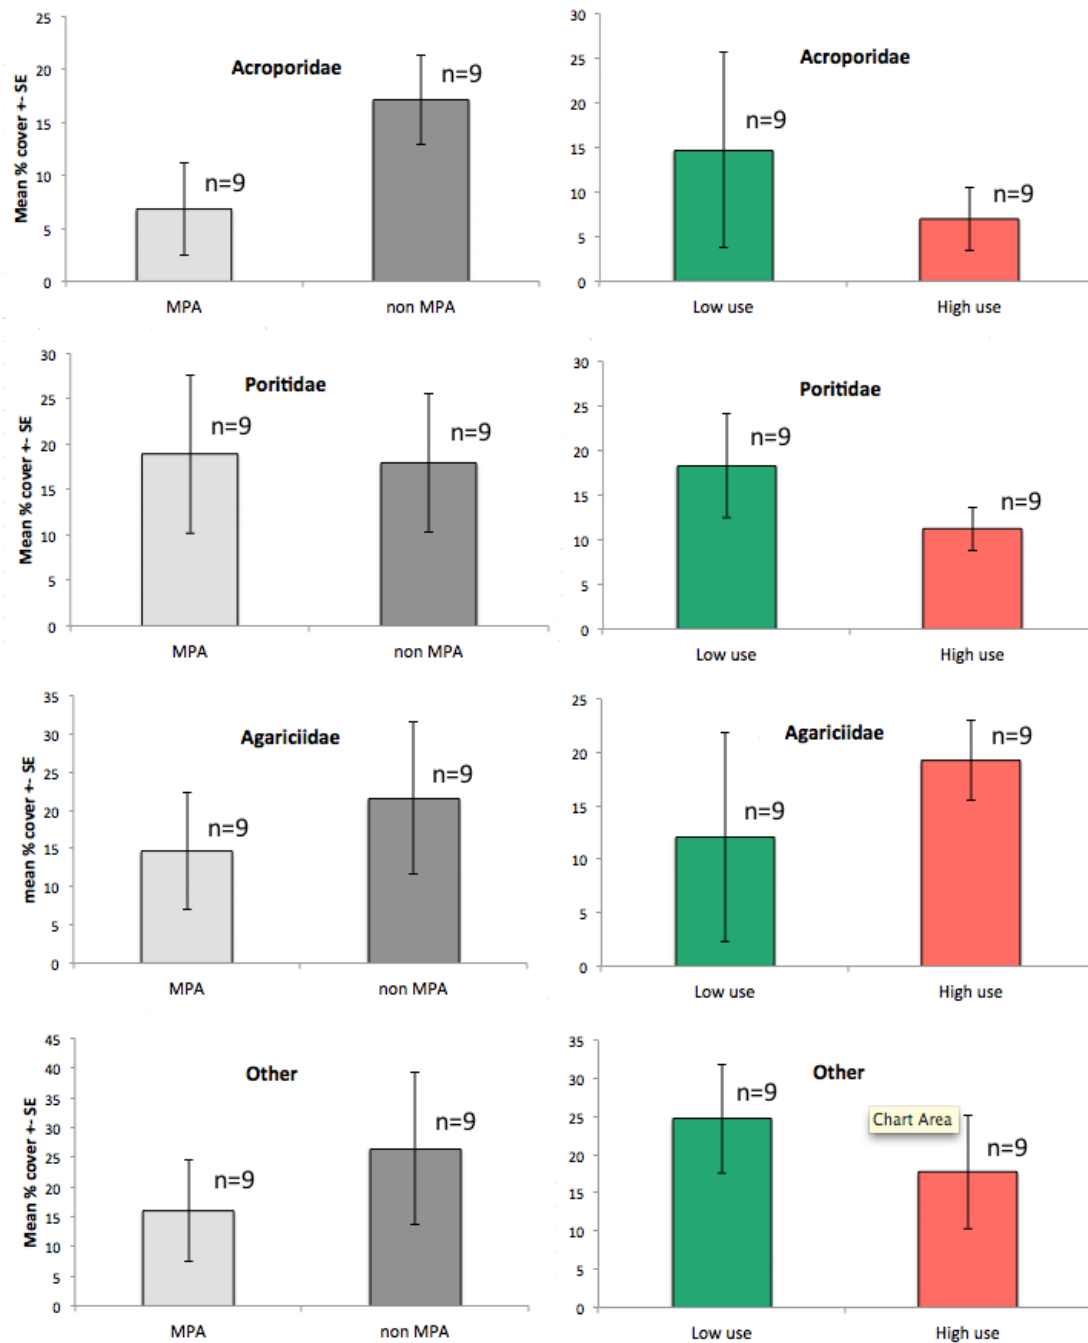 Acroporidae
Mean % cover +- SE
25
20
15
10
5
0
n=9
n=9
MPA
non MPA
Acroporidae
30
25
20
15
10
5
0
n=9
n=9
Low use
High use
Poritidae
Mean % cover +- SE
30
25
20
15
10
5
0
n=9
n=9
MPA
non MPA
Poritidae
30
25
20
15
10
5
0
n=9
n=9
Low use
High use
Agariciidae
mean % cover +- SE
35
30
25
20
15
10
5
0
n=9
n=9
MPA
non MPA
Agariciidae
25
20
15
10
5
0
n=9
n=9
Low use
High use
Other
Mean % cover +- SE
45
40
35
30
25
20
15
10
5
0
n=9
n=9
MPA
non MPA
Other
35
30
25
20
15
10
5
0
n=9
Chart Area
n=9
Low use
High use